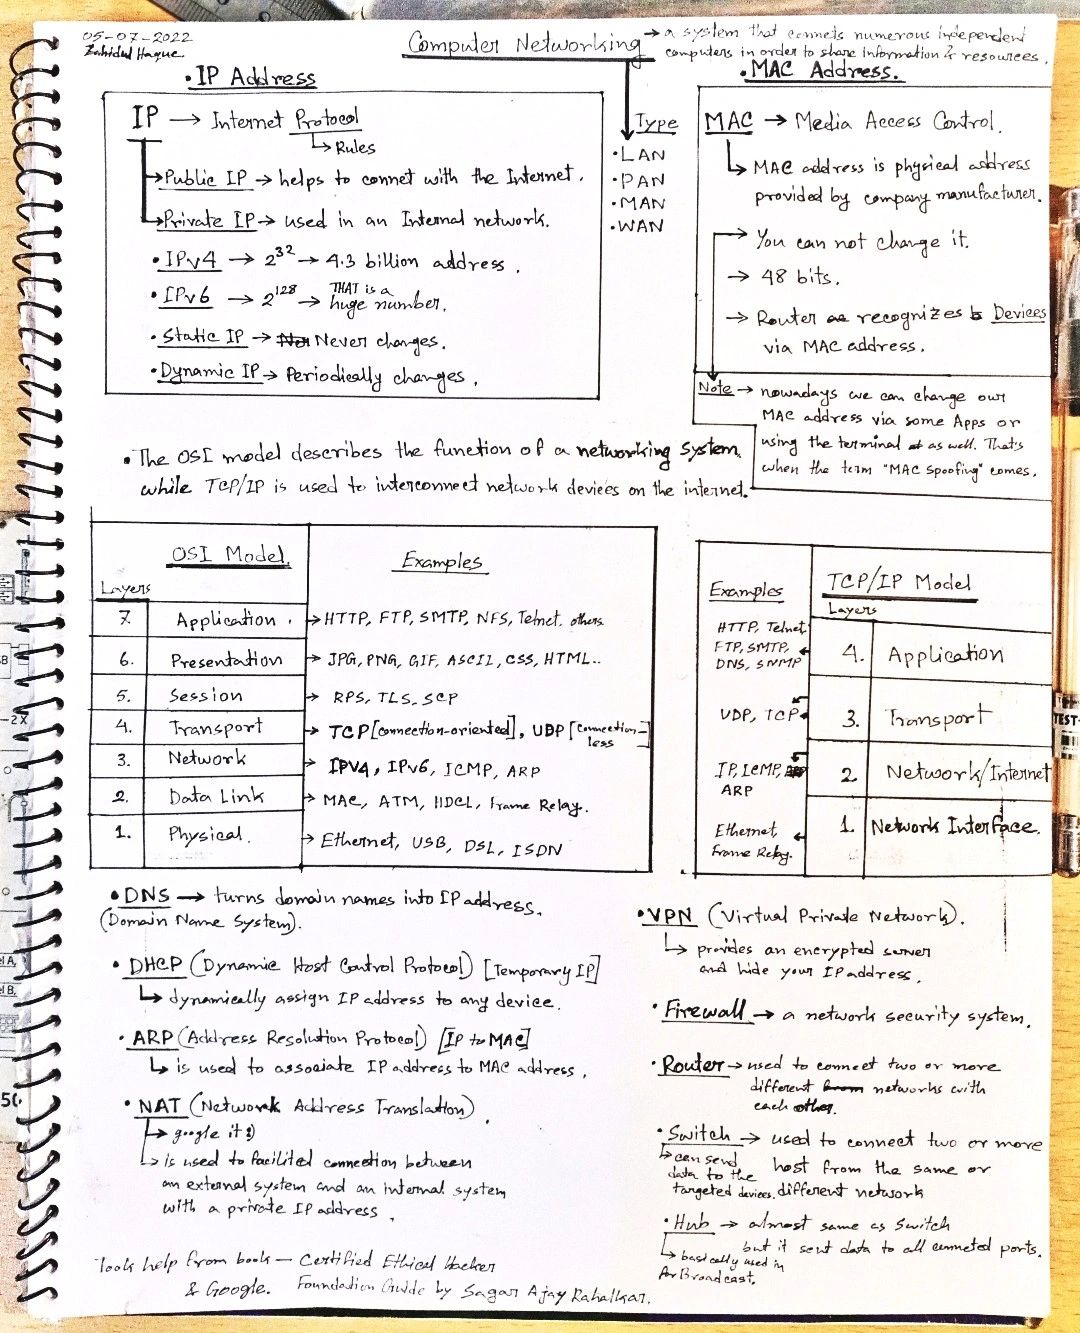 05-07-2022
Zahidul Haque
Computer Networking → a system that connets numerous independent
computers in order to share information & resources.
• IP Address
IP → Internet Protocol
↳ Rules
→ Public IP → helps to connet with the Internet.
→ Private IP → used in an Internal network.
• IPv4 → 2^32 → 4.3 billion address.
• IPv6 → 2^128 → THAT is a
huge number.
• Static IP → Never changes.
• Dynamic IP → Periodically changes.
Type
• LAN
• PAN
• MAN
• WAN
• MAC Address.
MAC → Media Access Control.
↳ MAC address is physical address
provided by company manufacturer.
→ You can not change it.
→ 48 bits.
→ Router recognizes Devices
via MAC address.
Note → nowadays we can change our
MAC address via some Apps or
using the terminal as well. That's
when the term "MAC spoofing" comes.
• The OSI model describes the function of a networking system.
while TCP/IP is used to interconnect network devices on the internet.
OSI Model Examples
Layers
7. Application. → HTTP, FTP, SMTP, NFS, Telnet, others
6. Presentation → JPG, PNG, GIF, ASCII, CSS, HTML..
5. Session → RPS, TLS, SCP
4. Transport → TCP [connection-oriented], UDP [connection-
less]
3. Network → IPV4, IPv6, ICMP, ARP
2. Data Link → MAC, ATM, HDCL, Frame Relay.
1. Physical. → Ethernet, USB, DSL, ISDN
Examples TCP/IP Model
Layers
HTTP, Telnet
FTP, SMTP, ← 4. Application
DNS, SNMP
UDP, TCP ← 3. Transport
IP, ICMP, ← 2 Network/Internet
ARP
Ethernet, ← 1. Network Interface.
Frame Relay.
• DNS → turns domain names into IP address.
(Domain Name System).
• DHCP (Dynamic Host Control Protocol) [Temporary IP]
↳ dynamically assign IP address to any device.
• ARP (Address Resolution Protocol) [IP to MAC]
↳ is used to associate IP address to MAC address.
• NAT (Network Address Translation).
→ google it :)
↳ is used to facilited connection between
an external system and an internal system
with a private IP address.
• VPN (Virtual Private Network).
↳ provides an encrypted server
and hide your IP address.
• Firewall → a network security system.
• Router → used to connect two or more
different networks with
each other.
• Switch → used to connect two or more
host from the same or
different network
↳ can send
data to the
targeted devices.
• Hub → almost same as Switch
but it sent data to all conneted ports.
↳ basically used in
for Broadcast.
Took help from book — Certified Ethical Hacker
& Google. Foundation Guide by Sagar Ajay Rahalkar.
TEST